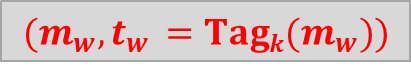 (m_w, t_w = Tag_k(m_w))